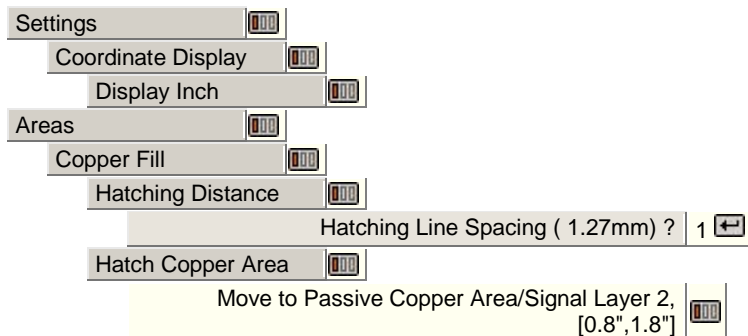 Settings
Coordinate Display
Display Inch
Areas
Copper Fill
Hatching Distance
Hatching Line Spacing ( 1.27mm) ? 1
Hatch Copper Area
Move to Passive Copper Area/Signal Layer 2,
[0.8",1.8"]